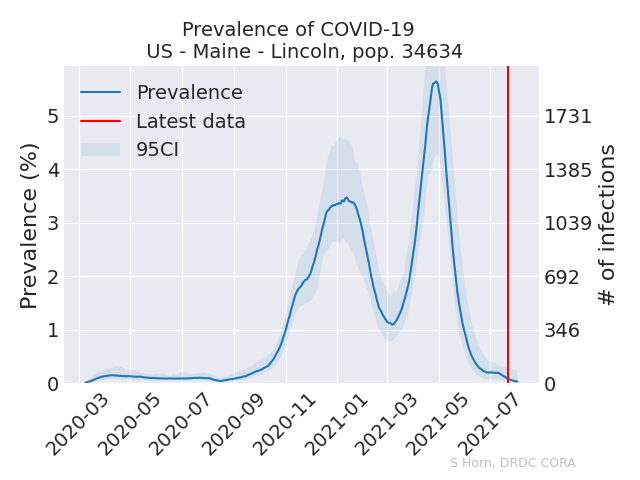 Prevalence of COVID-19
US - Maine - Lincoln, pop. 34634
Prevalence
Latest data
95CI
Prevalence (%)
5
4
3
2
1
0
1731
1385
1039
692
346
0
# of infections
2020-03
2020-05
2020-07
2020-09
2020-11
2021-01
2021-03
2021-05
2021-07
S Horn, DRDC CORA